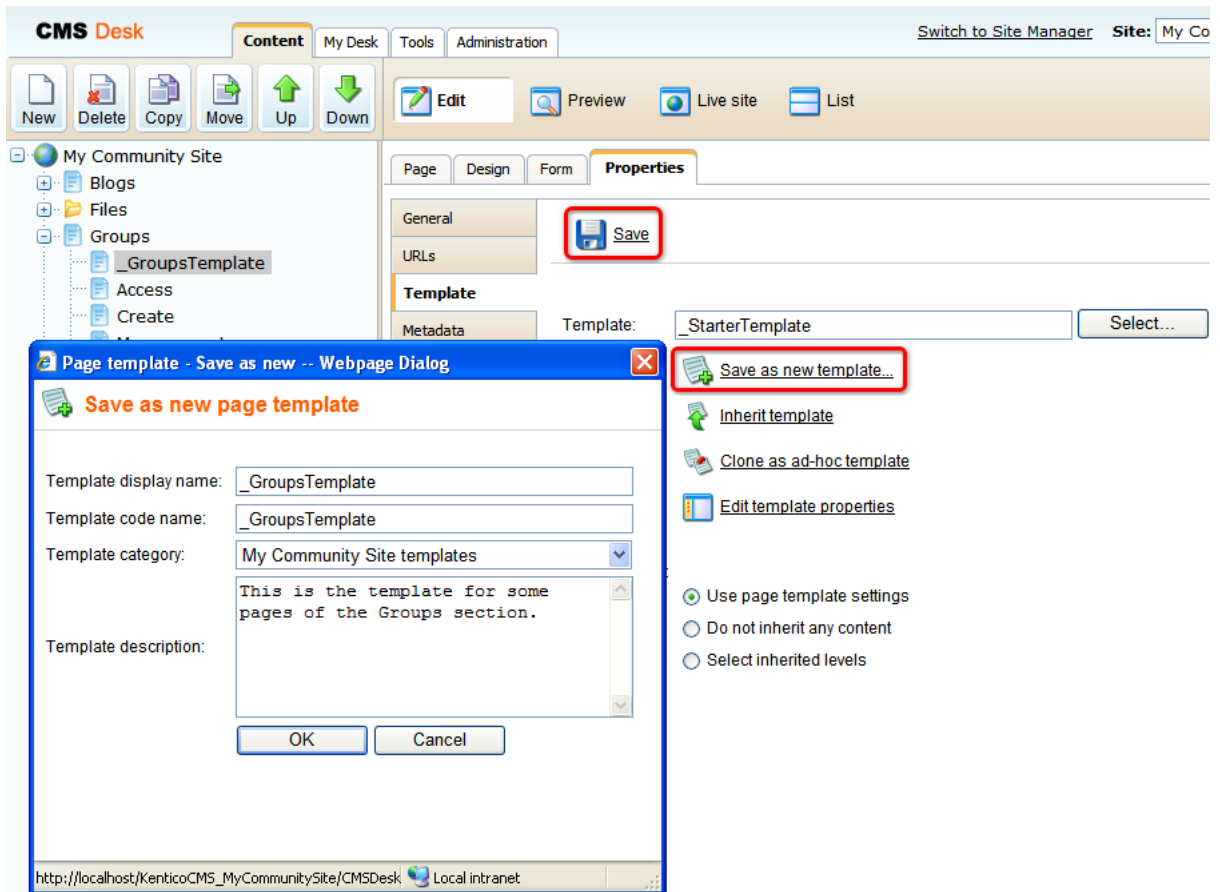 CMS Desk
Content My Desk Tools Administration
Switch to Site Manager Site: My Co
New Delete Copy Move Up Down
Edit Preview Live site List
My Community Site
Blogs
Files
Groups
_GroupsTemplate
Access
Create
Page Design Form Properties
General
URLs
Template
Metadata
Save
Template: _StarterTemplate Select...
Save as new template...
Inherit template
Clone as ad-hoc template
Edit template properties
Use page template settings
Do not inherit any content
Select inherited levels
Page template - Save as new -- Webpage Dialog
Save as new page template
Template display name: _GroupsTemplate
Template code name: _GroupsTemplate
Template category: My Community Site templates
Template description:
This is the template for some
pages of the Groups section.
OK Cancel
http://localhost/KenticoCMS_MyCommunitySite/CMSDesk Local intranet